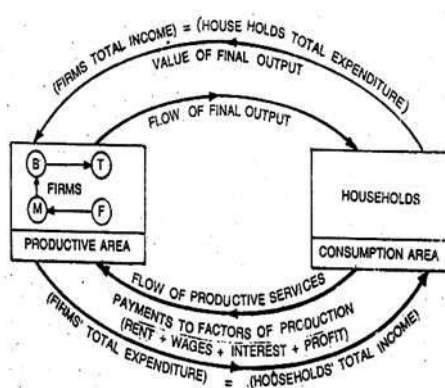 (FIRMS TOTAL INCOME) = (HOUSE HOLDS TOTAL EXPENDITURE)
VALUE OF FINAL OUTPUT
FLOW OF FINAL OUTPUT
B T
FIRMS
M F
PRODUCTIVE AREA
HOUSEHOLDS
CONSUMPTION AREA
FLOW OF PRODUCTIVE SERVICES
PAYMENTS TO FACTORS OF PRODUCTION
(RENT + WAGES + INTEREST + PROFIT)
(FIRMS' TOTAL EXPENDITURE) = (HOUSEHOLDS' TOTAL INCOME)